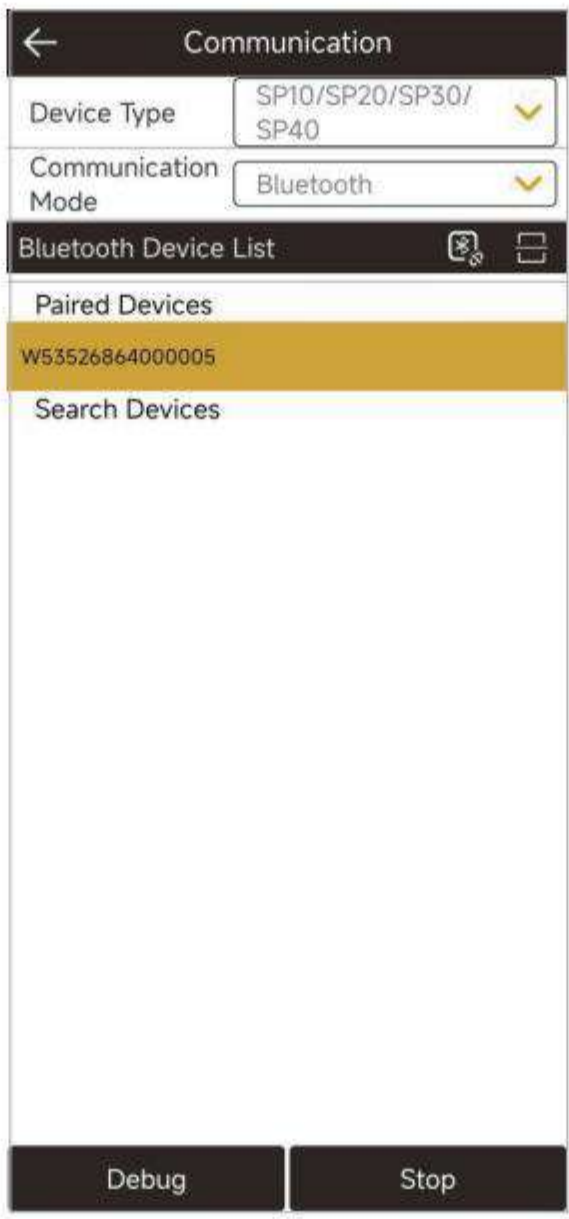 Communication
Device Type
SP10/SP20/SP30/
SP40
Communication
Mode
Bluetooth
Bluetooth Device List
Paired Devices
W53526864000005
Search Devices
Debug
Stop